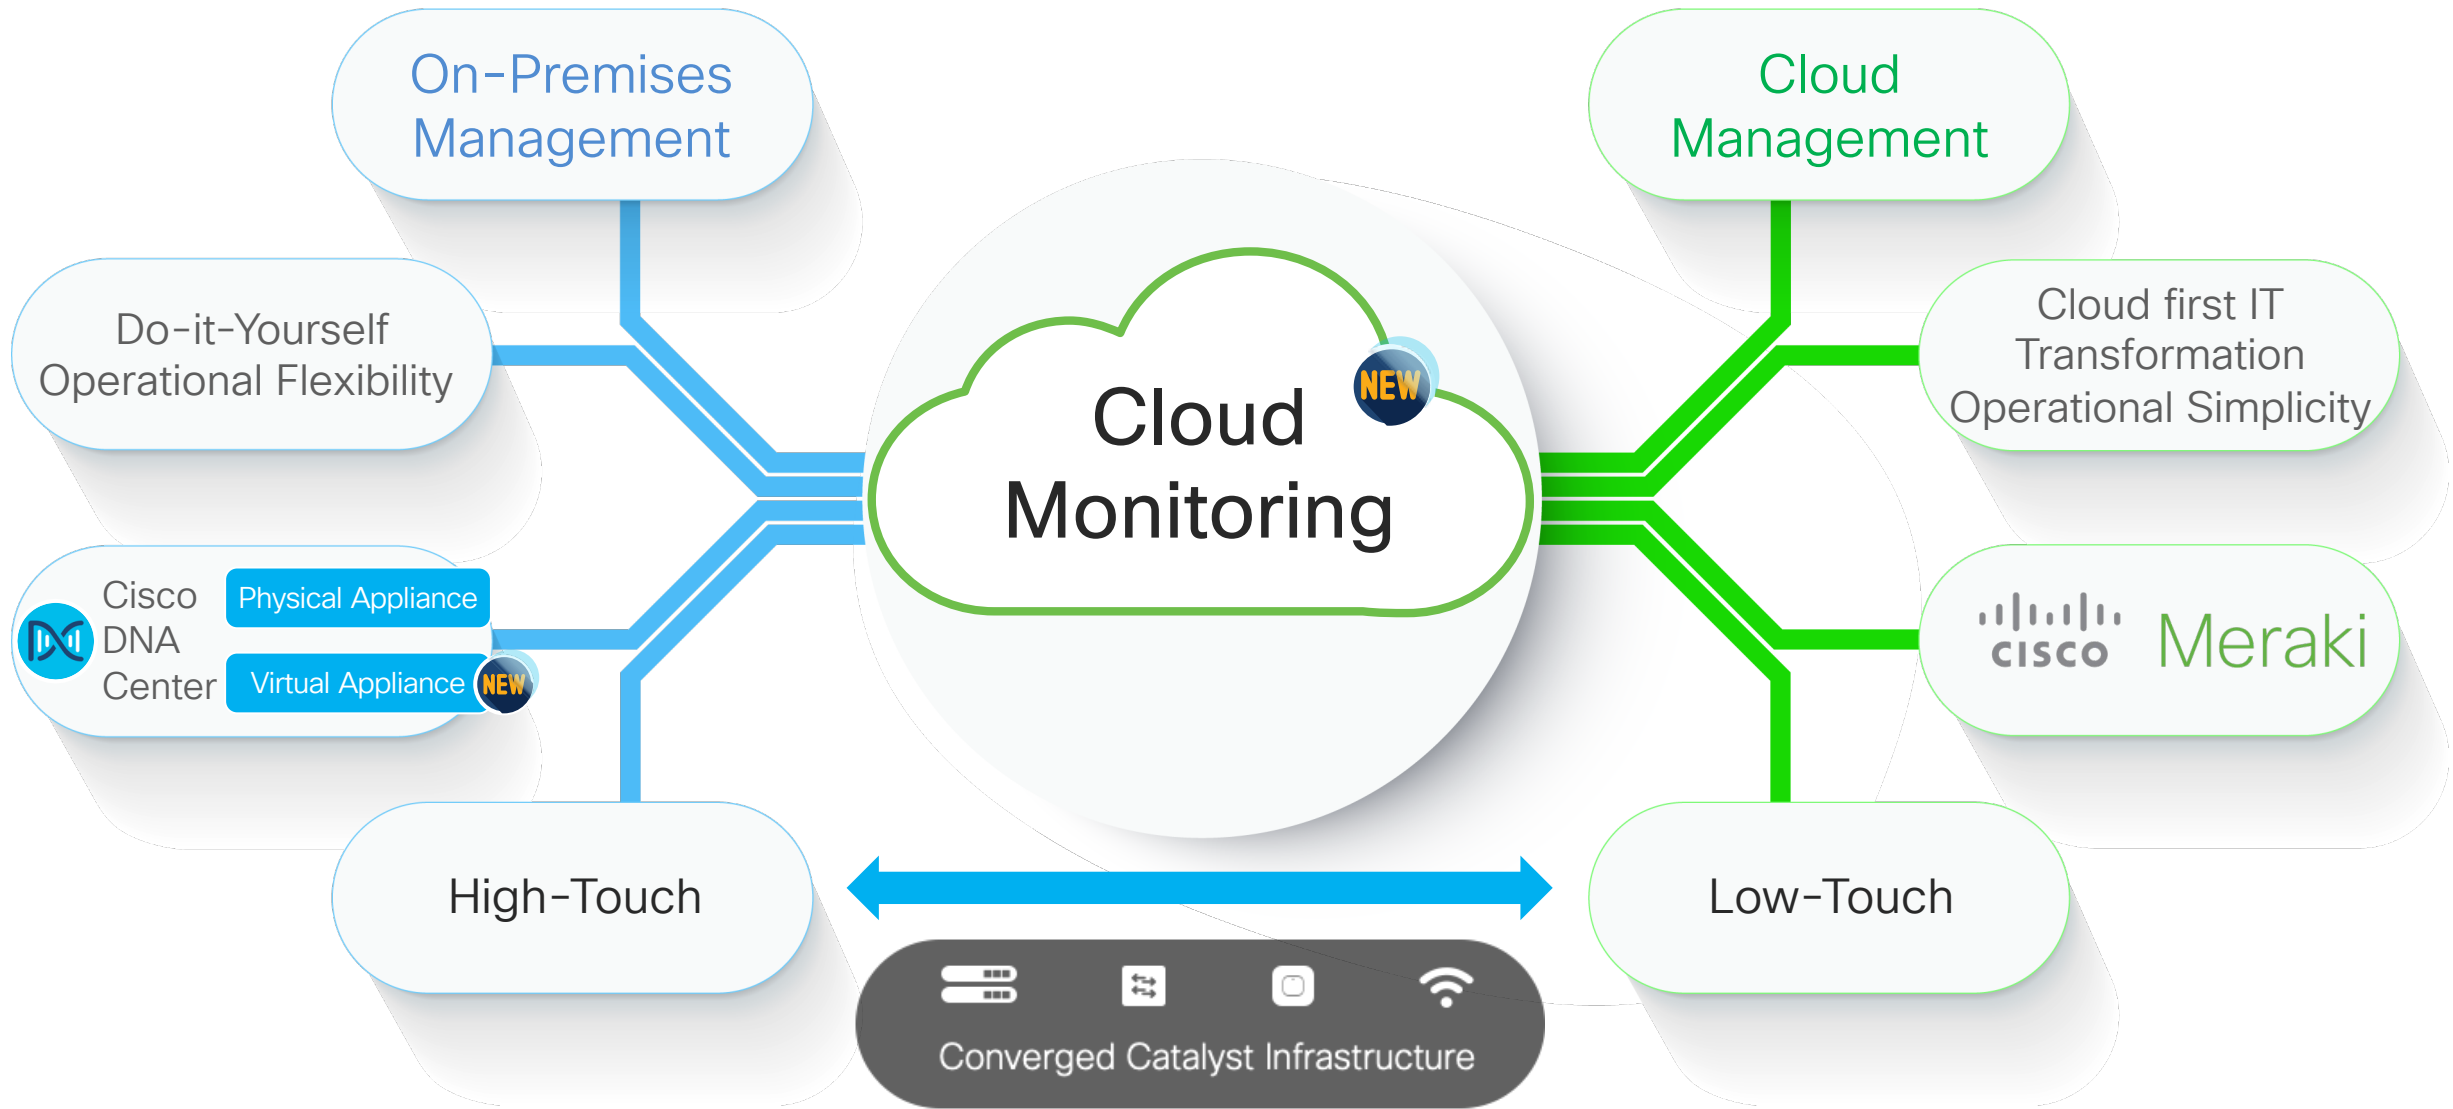 On-Premises
Management
Do-it-Yourself
Operational Flexibility
Cisco
DNA
Center
Physical Appliance
Virtual Appliance
NEW
High-Touch
Cloud
Monitoring
NEW
Cloud
Management
Cloud first IT
Transformation
Operational Simplicity
CISCO
Meraki
Low-Touch
Converged Catalyst Infrastructure